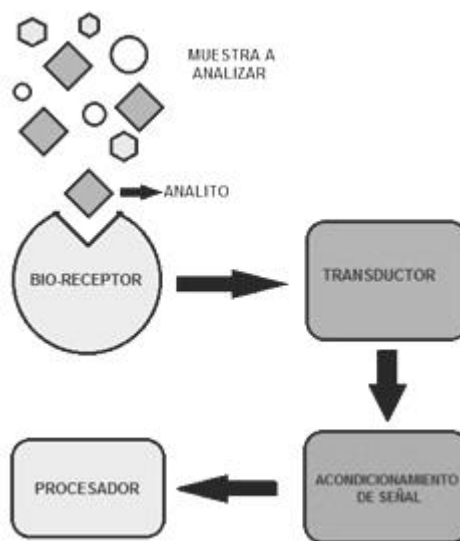 MUESTRA A
ANALIZAR
ANALITO
BIO-RECEPTOR
TRANSDUCTOR
ACONDICIONAMIENTO
DE SEÑAL
PROCESADOR